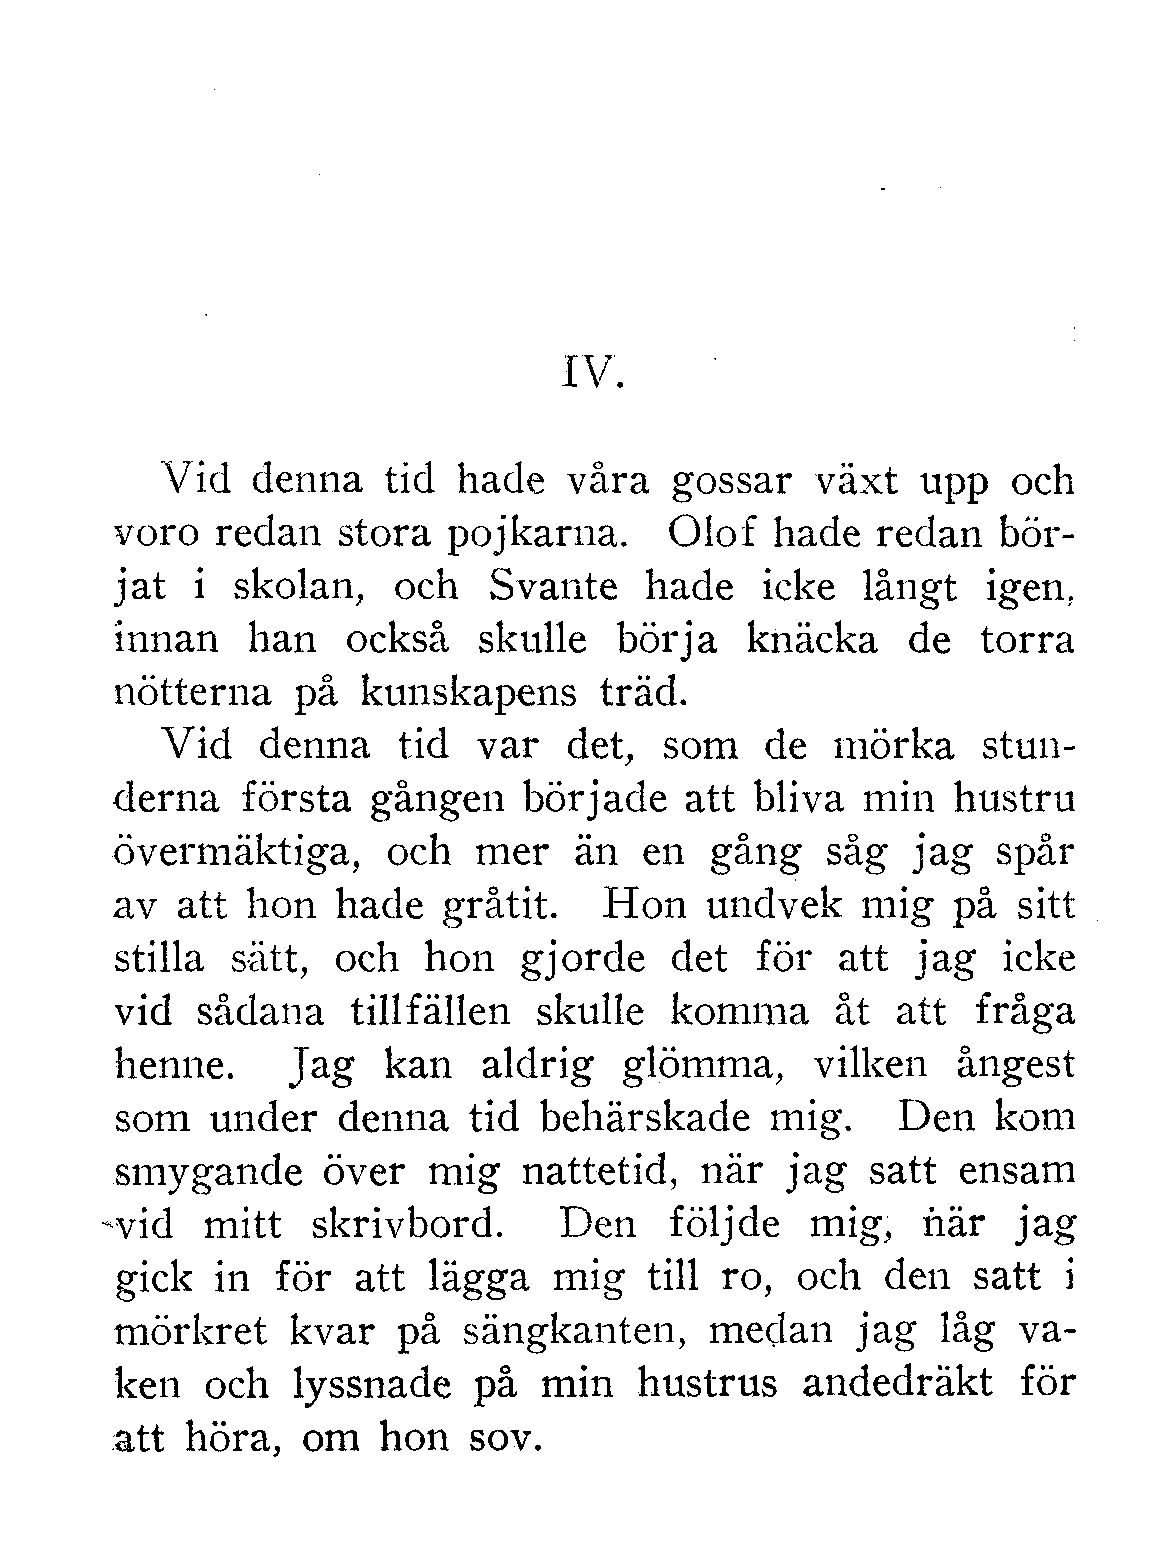 IV.
Vid denna tid hade våra gossar växt upp och
voro redan stora pojkarna. Olof hade redan bör-
jat i skolan, och Svante hade icke långt igen,
innan han också skulle börja knäcka de torra
nötterna på kunskapens träd.
Vid denna tid var det, som de mörka stun-
derna första gången började att bliva min hustru
övermäktiga, och mer än en gång såg jag spår
av att hon hade gråtit. Hon undvek mig på sitt
stilla sätt, och hon gjorde det för att jag icke
vid sådana tillfällen skulle komma åt att fråga
henne. Jag kan aldrig glömma, vilken ångest
som under denna tid behärskade mig. Den kom
smygande över mig nattetid, när jag satt ensam
vid mitt skrivbord. Den följde mig, när jag
gick in för att lägga mig till ro, och den satt i
mörkret kvar på sängkanten, medan jag låg va-
ken och lyssnade på min hustrus andedräkt för
att höra, om hon sov.